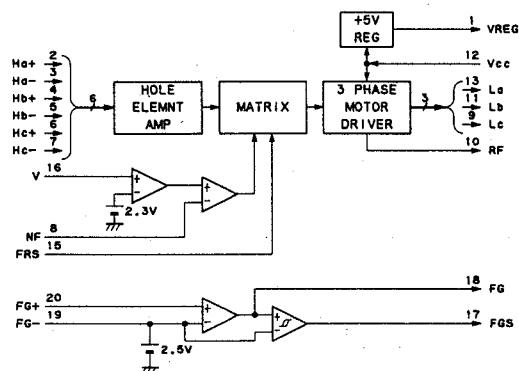 +5V
REG
1
VREG
12
Vcc
Ha+ 2
Ha- 3
Hb+ 4
Hb- 5
Hc+ 6
Hc- 7
6
HOLE
ELEMNT
AMP
MATRIX
3 PHASE
MOTOR
DRIVER
3
13 La
11 Lb
9 Lc
10
RF
V 16
+
-
2.3V
+
-
NF 8
FRS 15
FG+ 20
FG- 19
+
-
2.5V
+
-
18
FG
17
FGS